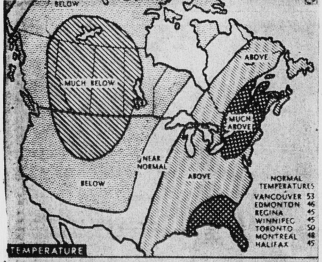 BELOW
ABOVE
MUCH BELOW
MUCH
ABOVE
NEAR
NORMAL
BELOW
ABOVE
NORMAL
TEMPERATURES
VANCOUVER 53
EDMONTON 46
REGINA 45
WINNIPEG 45
TORONTO 50
MONTREAL 48
HALIFAX 45
TEMPERATURE